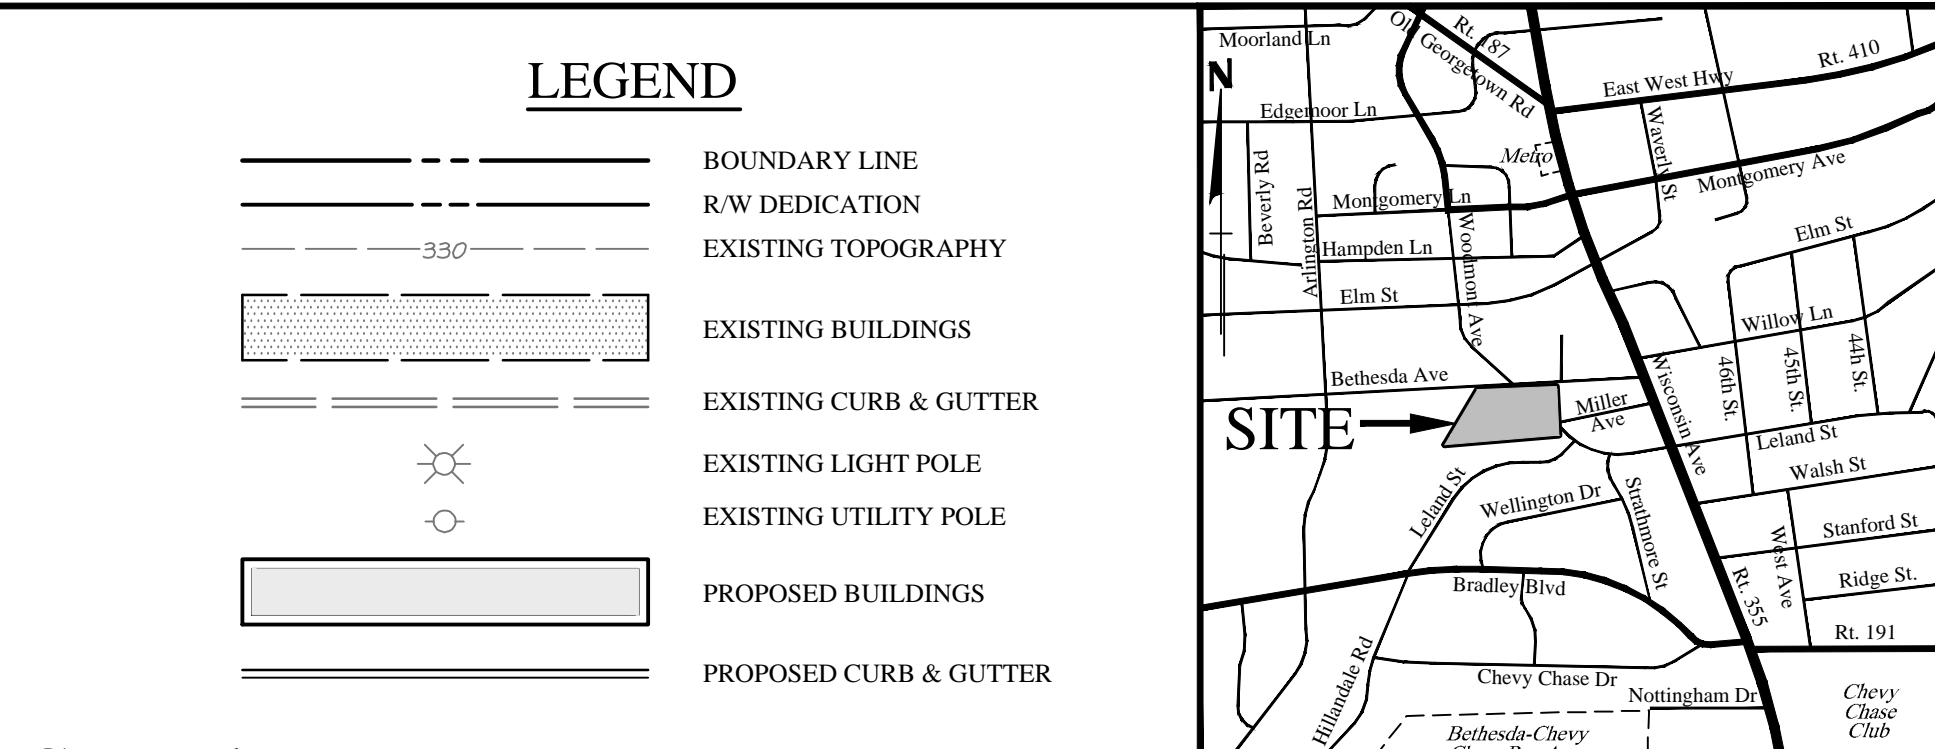 LEGEND
BOUNDARY LINE
R/W DEDICATION
330
EXISTING TOPOGRAPHY
EXISTING BUILDINGS
EXISTING CURB & GUTTER
EXISTING LIGHT POLE
EXISTING UTILITY POLE
PROPOSED BUILDINGS
PROPOSED CURB & GUTTER
Moorland Ln
Old Georgetown Rd
Rt. 187
Rt. 410
East West Hwy
N
Edgemoor Ln
Metro
Waverly St
Montgomery Ave
Beverly Rd
Arlington Rd
Montgomery Ln
Woodmont Ave
Hampden Ln
Elm St
Elm St
Willow Ln
Bethesda Ave
Wisconsin Ave
46th St.
45th St.
44h St.
SITE
Miller
Ave
Leland St
Walsh St
Leland St
Wellington Dr
Strathmore St
Stanford St
West Ave
Ridge St.
Bradley Blvd
Rt. 355
Rt. 191
Hillandale Rd
Chevy Chase Dr
Nottingham Dr
Chevy
Chase
Club
Bethesda-Chevy